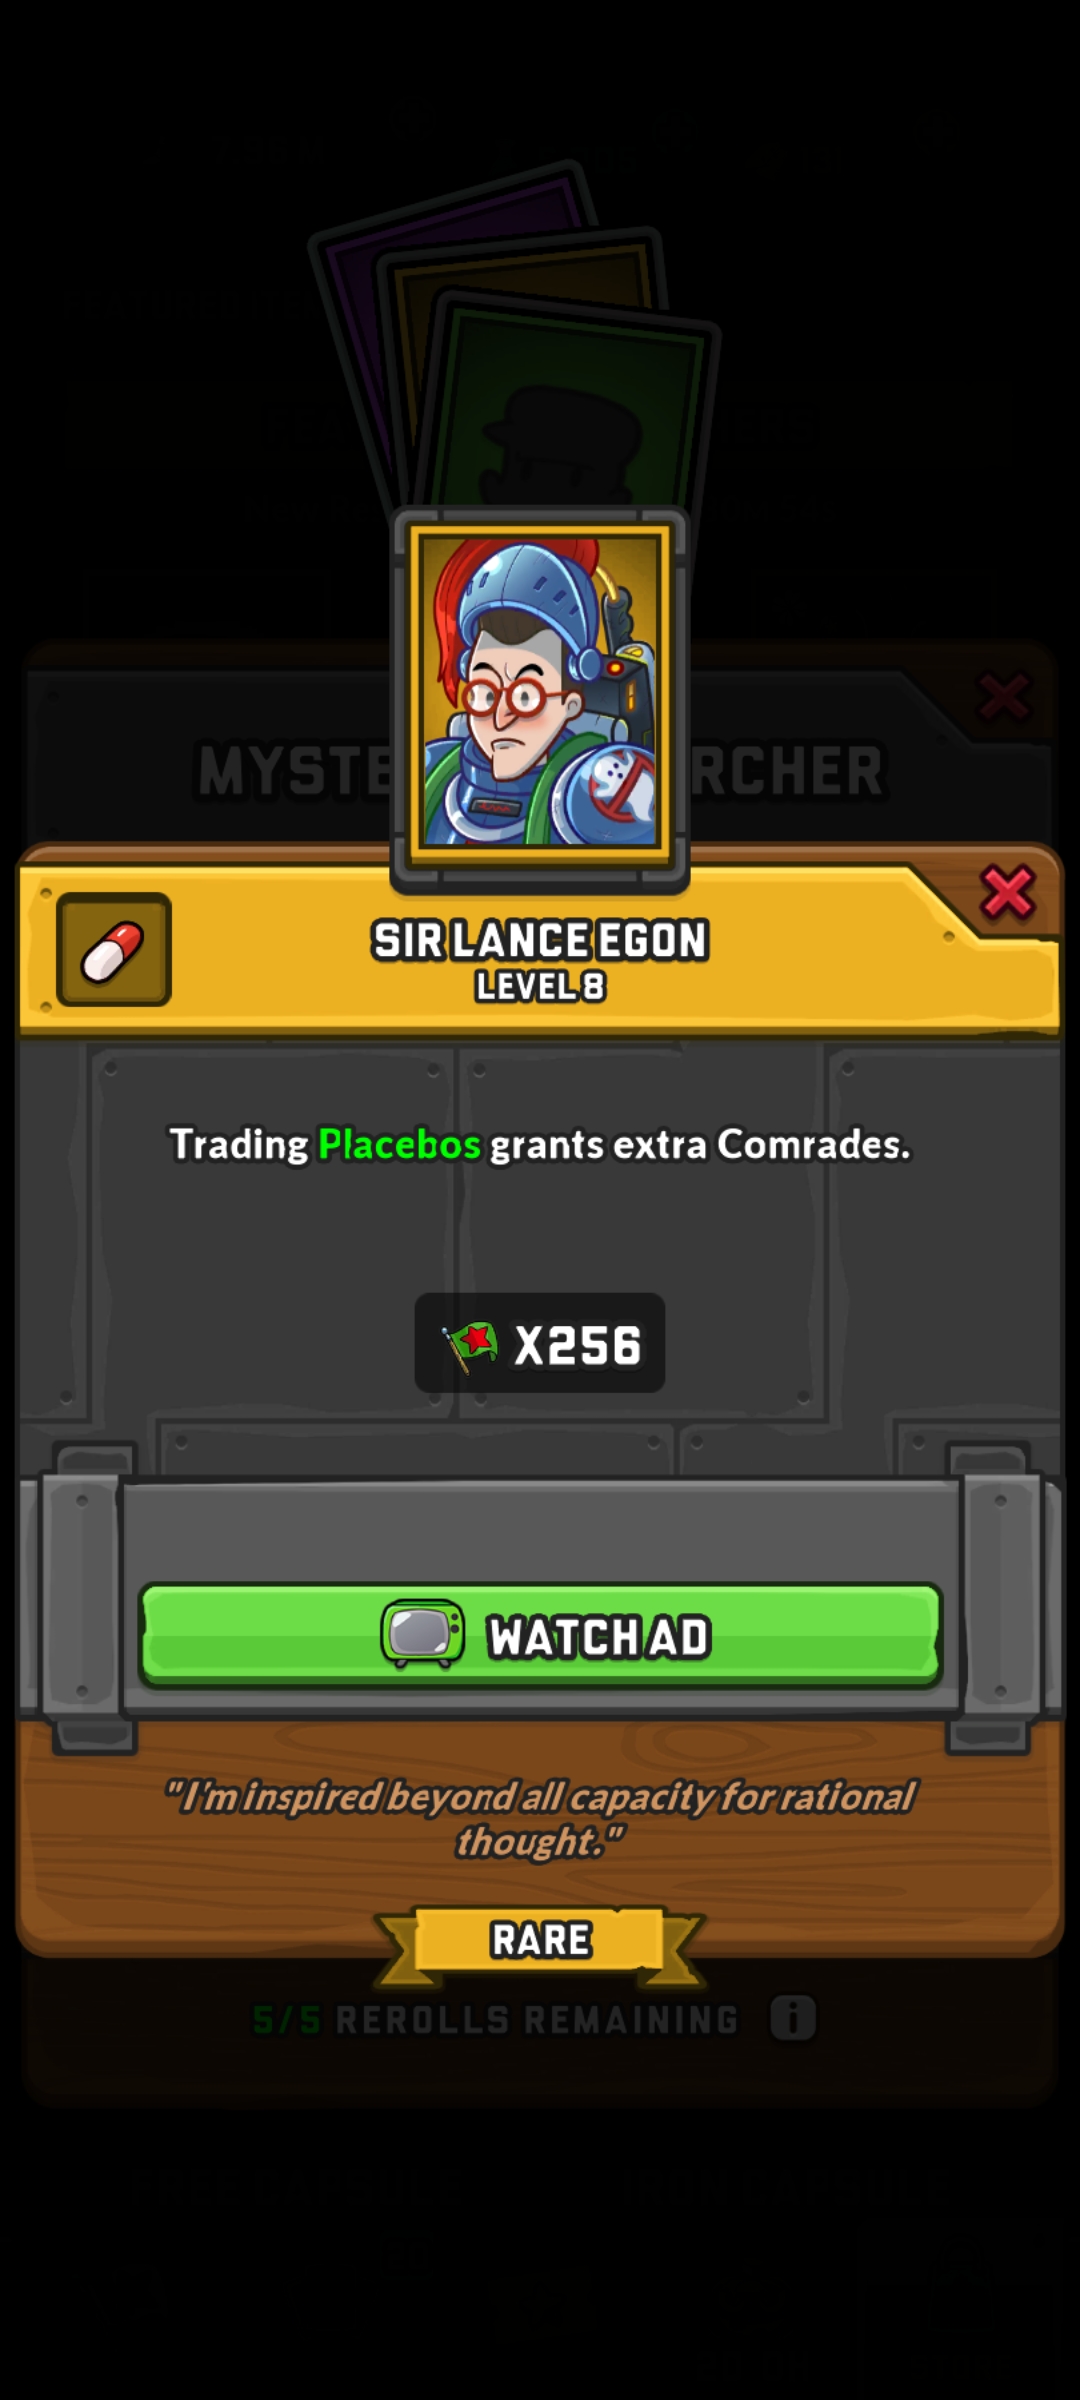 MYSTE RCHER
SIR LANCE EGON
LEVEL 8
Trading Placebos grants extra Comrades.
X256
WATCH AD
"I'm inspired beyond all capacity for rational
thought."
RARE
5/5 REROLLS REMAINING i